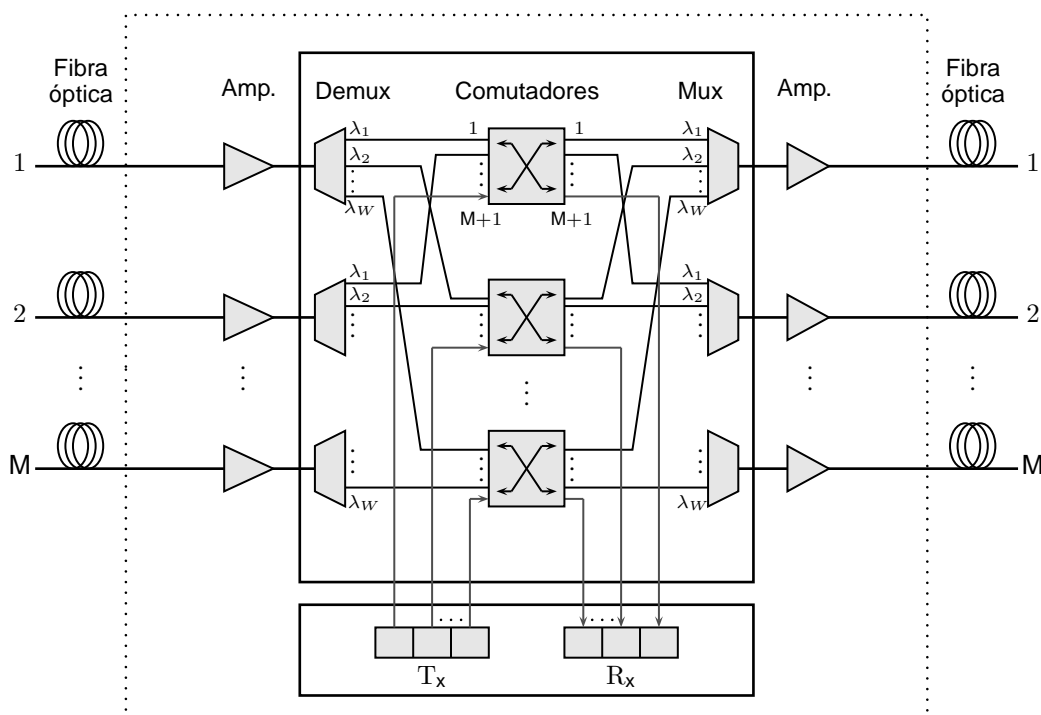 Fibra
óptica
Amp.
Demux
Comutadores
Mux
Amp.
Fibra
óptica
1
λ1
λ2
λW
1
1
M+1
M+1
λ1
λ2
λW
1
2
λ1
λ2
λ1
λ2
2
M
λW
λW
M
Tx
Rx